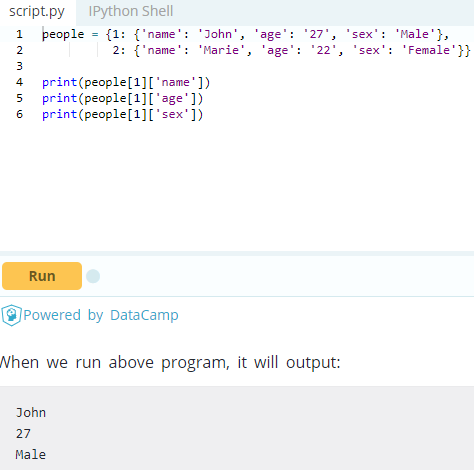 script.py IPython Shell
1 people = {1: {'name': 'John', 'age': '27', 'sex': 'Male'},
2 2: {'name': 'Marie', 'age': '22', 'sex': 'Female'}}
3
4 print(people[1]['name'])
5 print(people[1]['age'])
6 print(people[1]['sex'])
Run
Powered by DataCamp
When we run above program, it will output:
John
27
Male